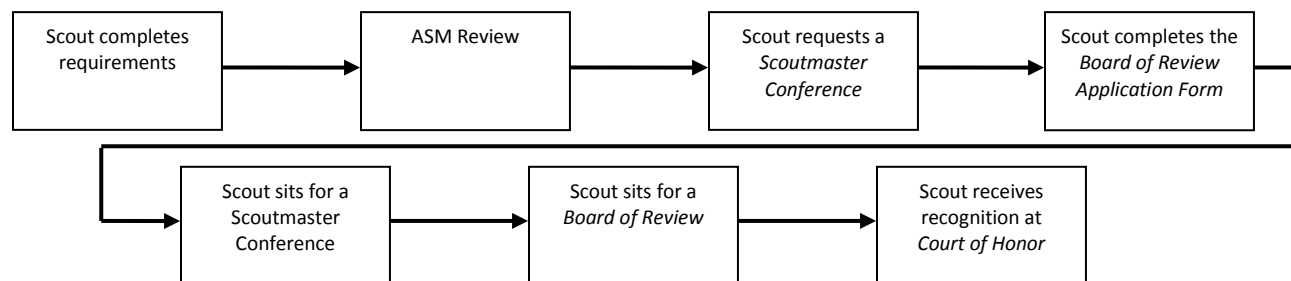 Scout completes
requirements
ASM Review
Scout requests a
Scoutmaster
Conference
Scout completes the
Board of Review
Application Form
Scout sits for a
Scoutmaster
Conference
Scout sits for a
Board of Review
Scout receives
recognition at
Court of Honor